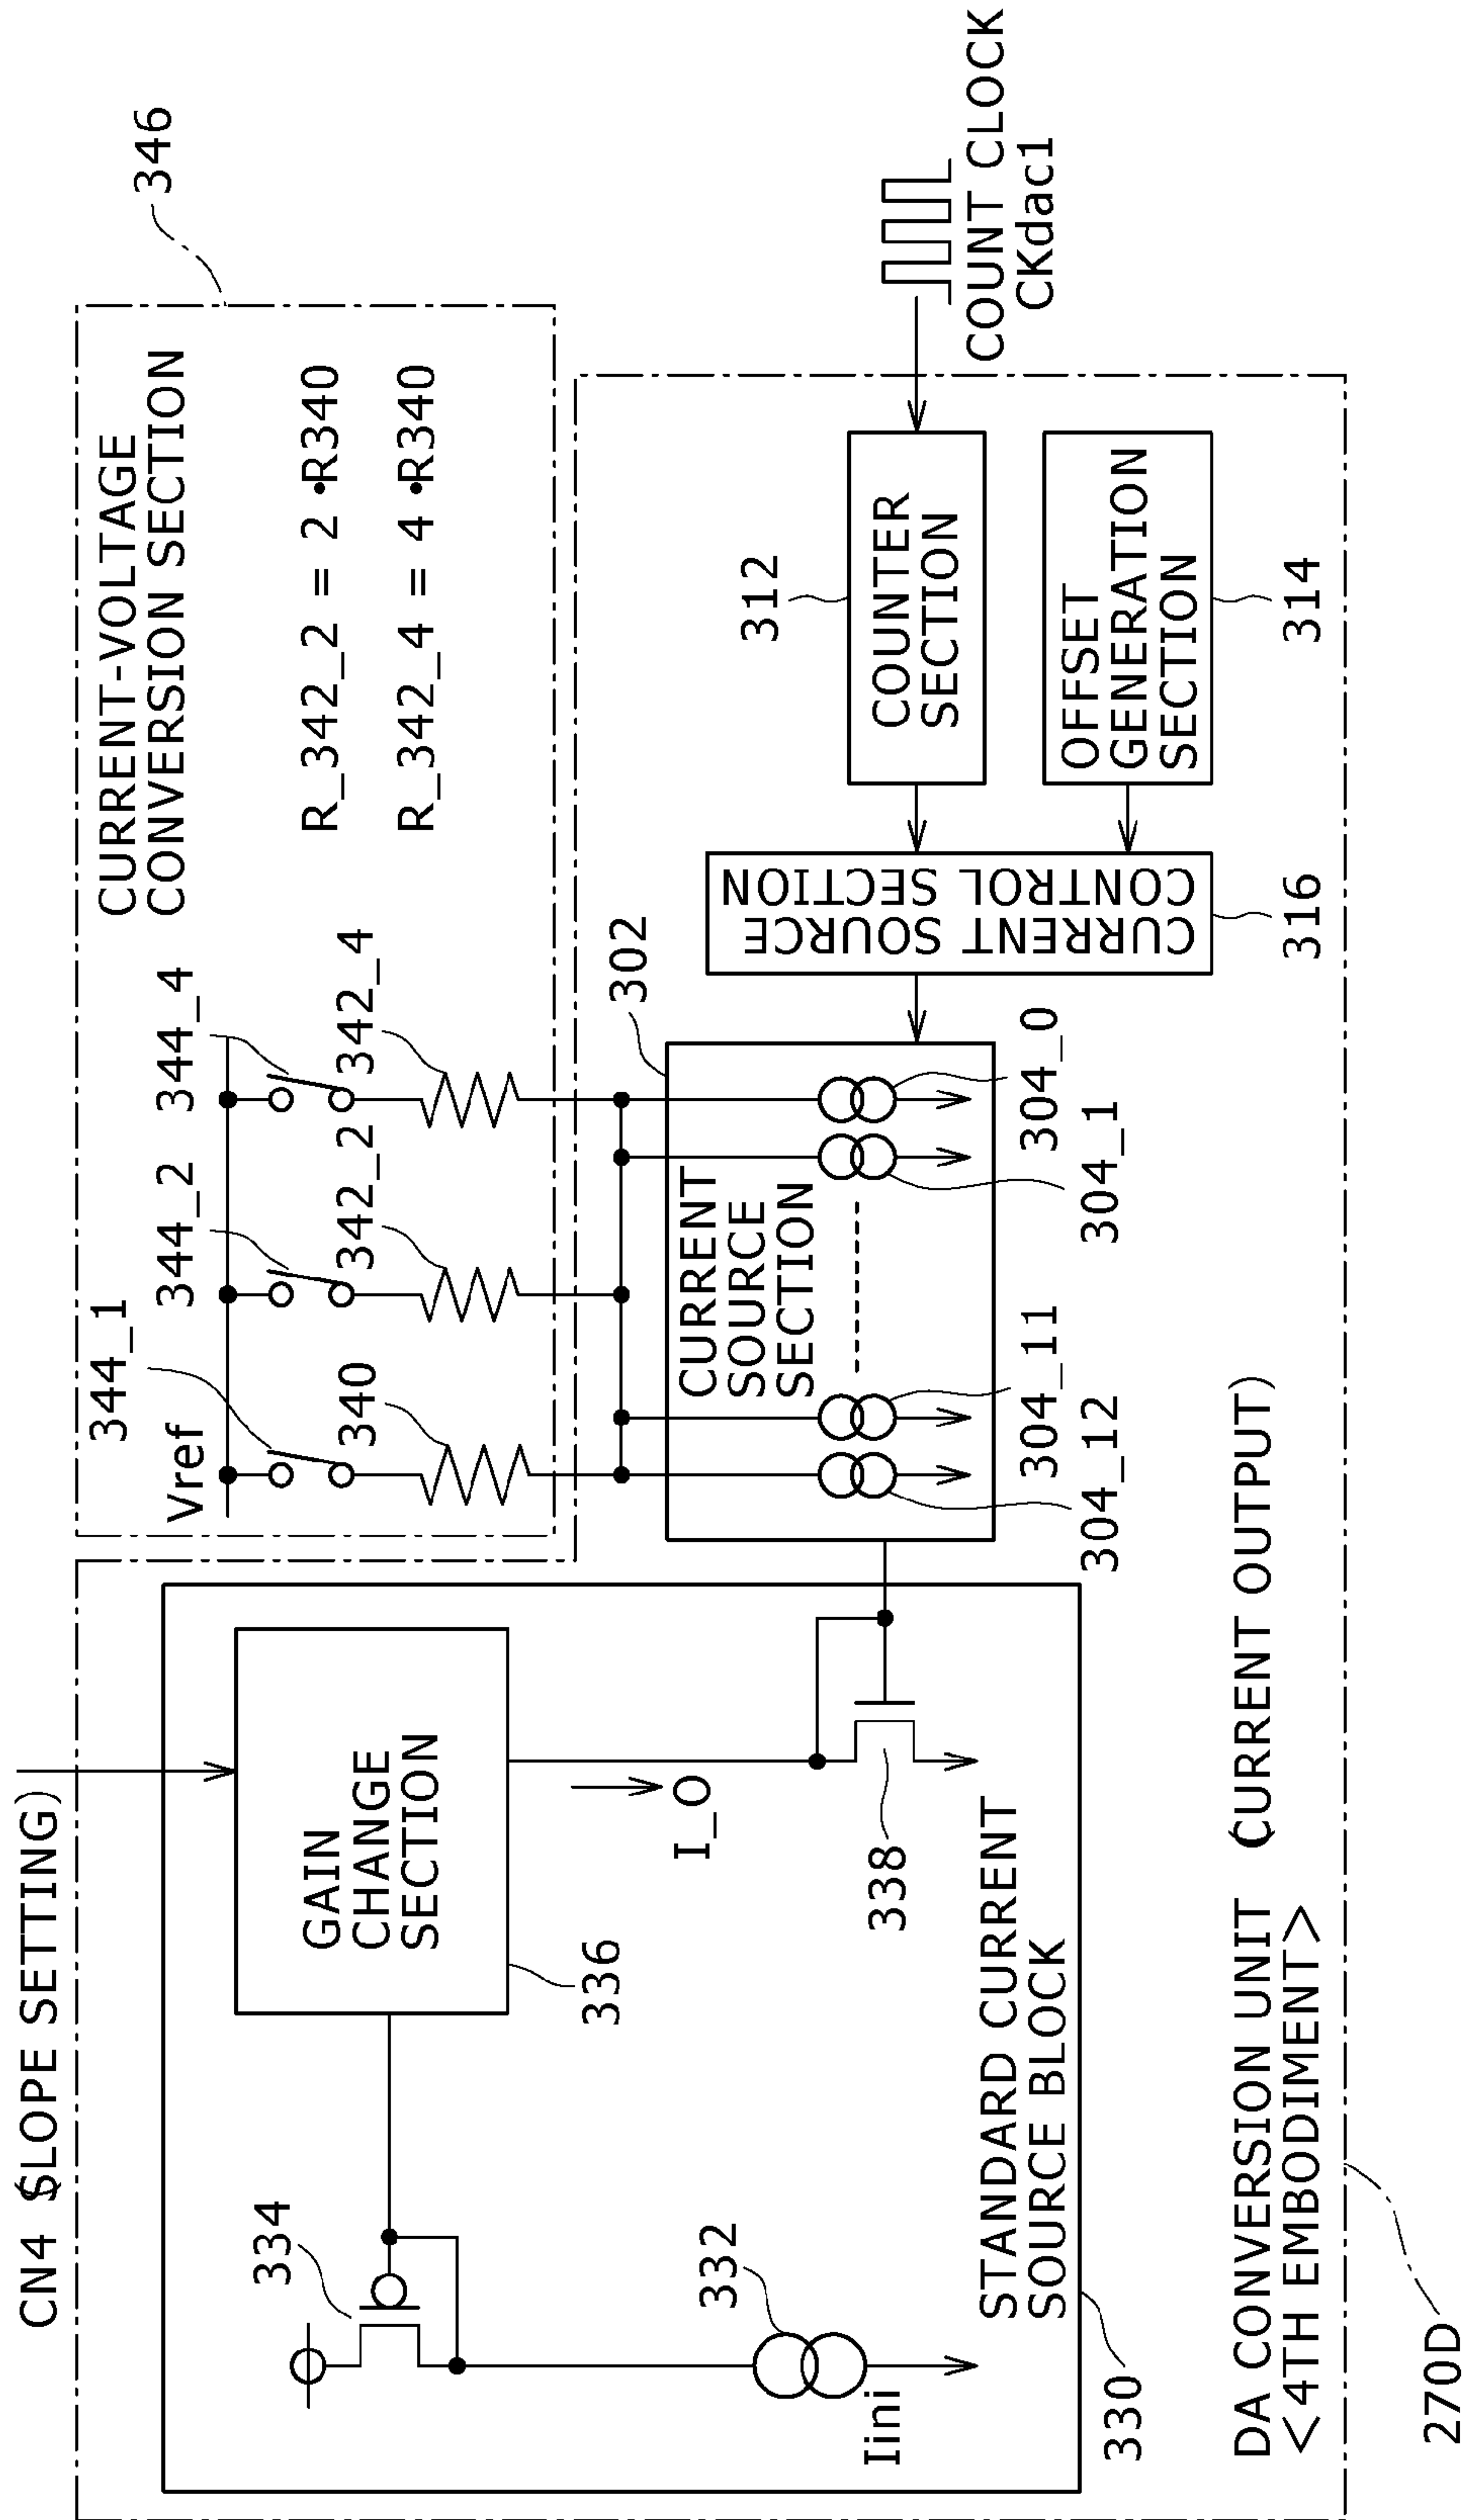 CN4 (SLOPE SETTING)
334
GAIN
CHANGE
SECTION
336
332
Iini
I_O
338
STANDARD CURRENT
SOURCE BLOCK
330
Vref
344_1
344_2
344_4
340
342_2
342_4
CURRENT-VOLTAGE
CONVERSION SECTION
R_342_2 = 2 •R340
R_342_4 = 4 •R340
346
302
CURRENT
SOURCE
SECTION
304_12
304_11
304_1
304_0
CURRENT SOURCE
CONTROL SECTION
316
312
COUNTER
SECTION
OFFSET
GENERATION
SECTION
314
COUNT CLOCK
CKdac1
DA CONVERSION UNIT (CURRENT OUTPUT)
<4TH EMBODIMENT>
270D